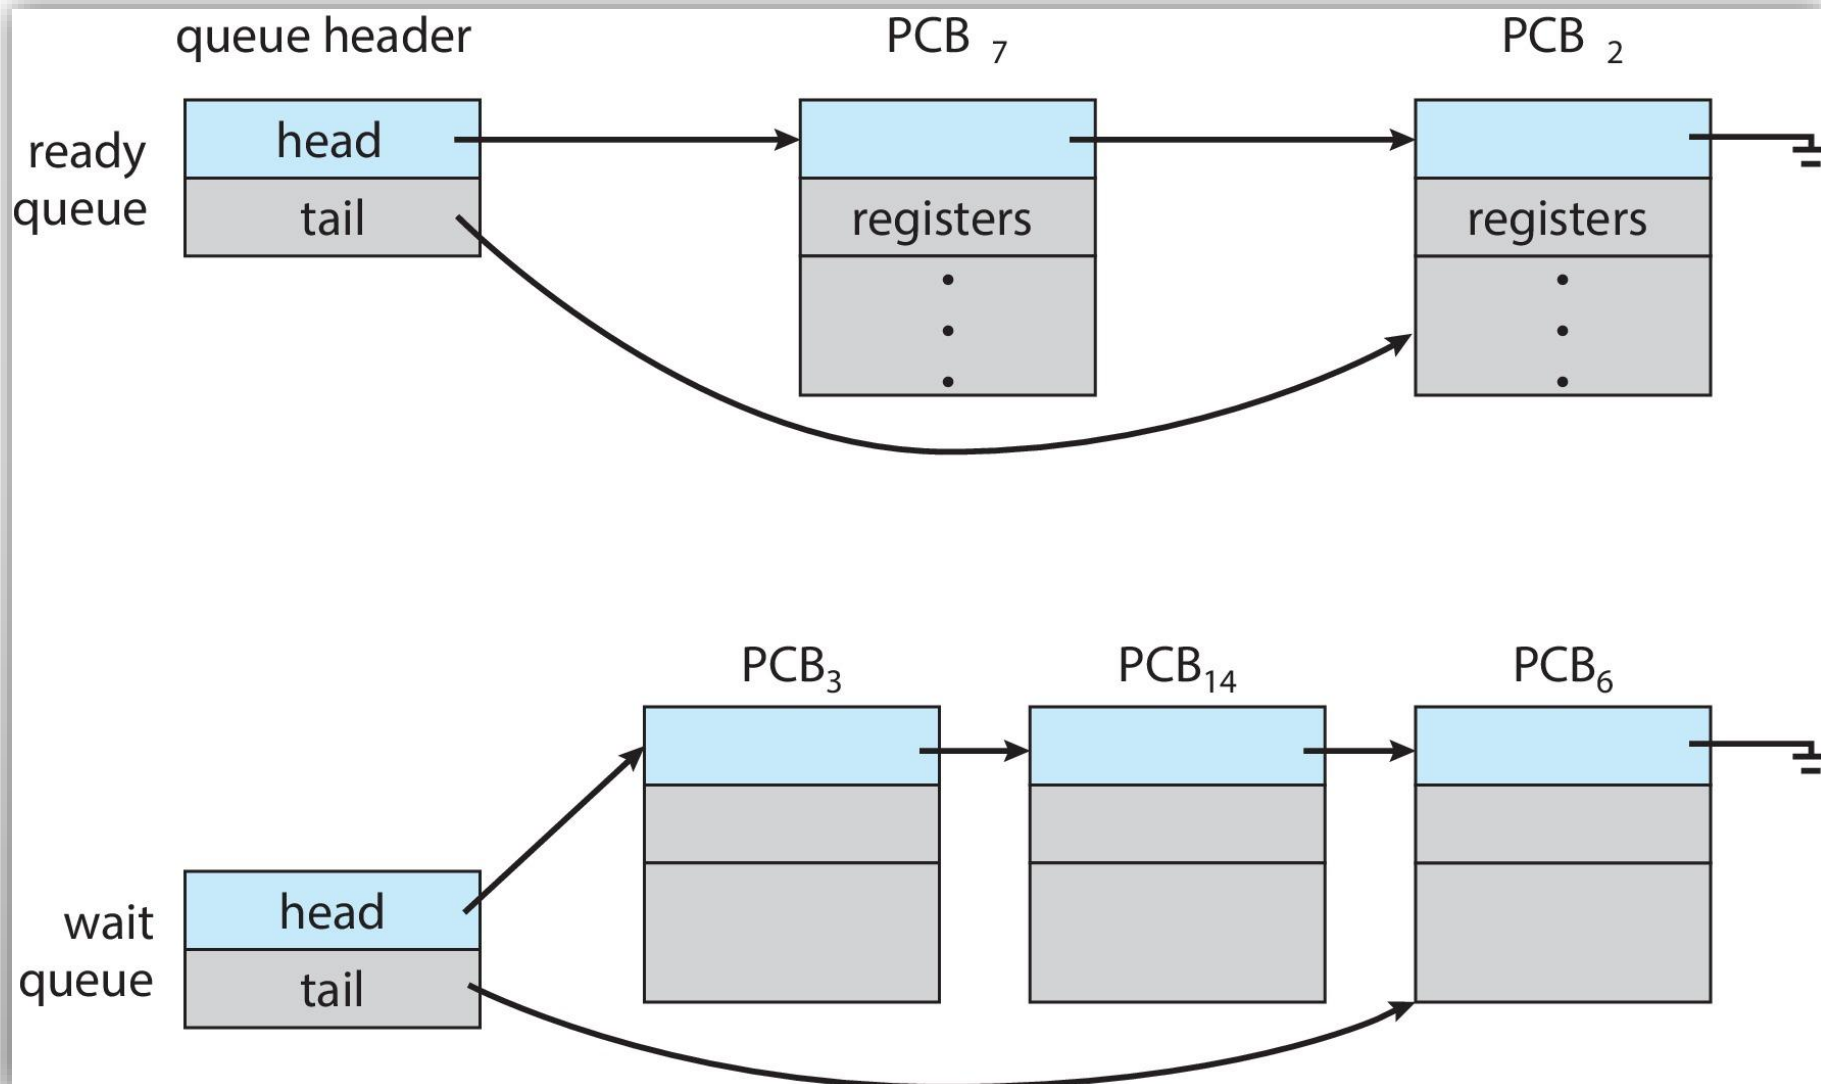 queue header
PCB 7
PCB 2
ready
queue
head
tail
registers
registers
PCB3
PCB14
PCB6
wait
queue
head
tail